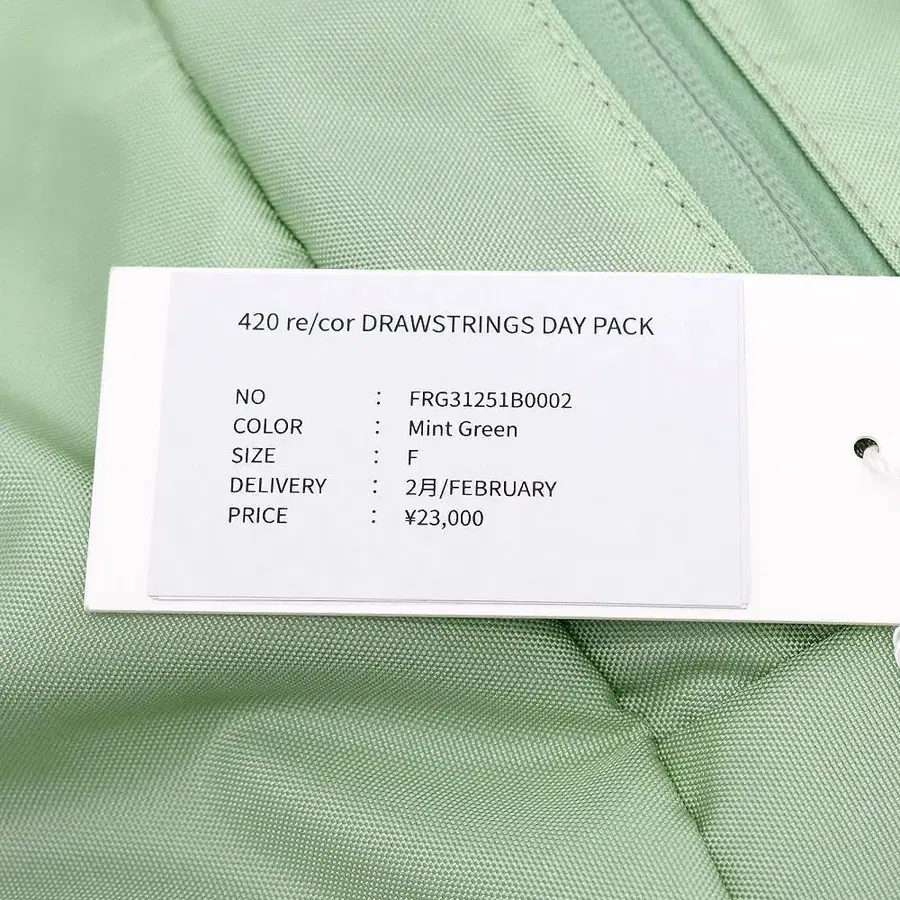 420 re/cor DRAWSTRINGS DAY PACK
NO : FRG31251B0002
COLOR : Mint Green
SIZE : F
DELIVERY : 2月/FEBRUARY
PRICE : ¥23,000